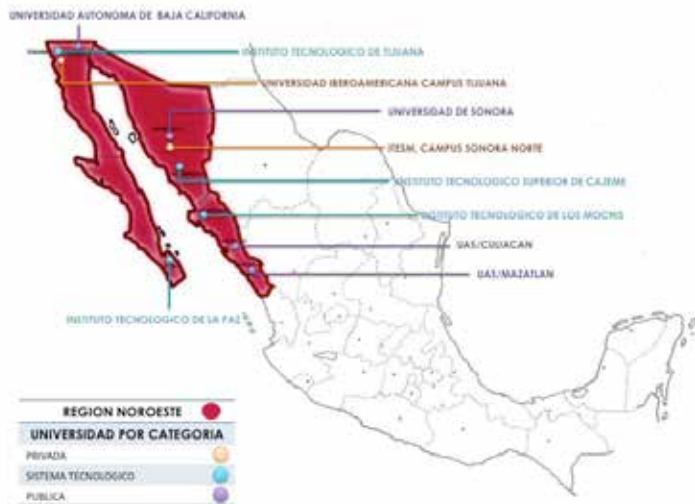 UNIVERSIDAD AUTONOMA DE BAJA CALIFORNIA
INSTITUTO TECNOLOGICO DE TIJUANA
UNIVERSIDAD IBEROAMERICANA CAMPUS TIJUANA
UNIVERSIDAD DE SONORA
ITESM, CAMPUS SONORA NORTE
INSTITUTO TECNOLOGICO SUPERIOR DE CAJEME
INSTITUTO TECNOLOGICO DE LOS MOCHIS
UAS/CULIACAN
UAS/MAZATLAN
INSTITUTO TECNOLOGICO DE LA PAZ
REGION NOROESTE
UNIVERSIDAD POR CATEGORIA
PRIVADA
SISTEMA TECNOLOGICO
PUBLICA